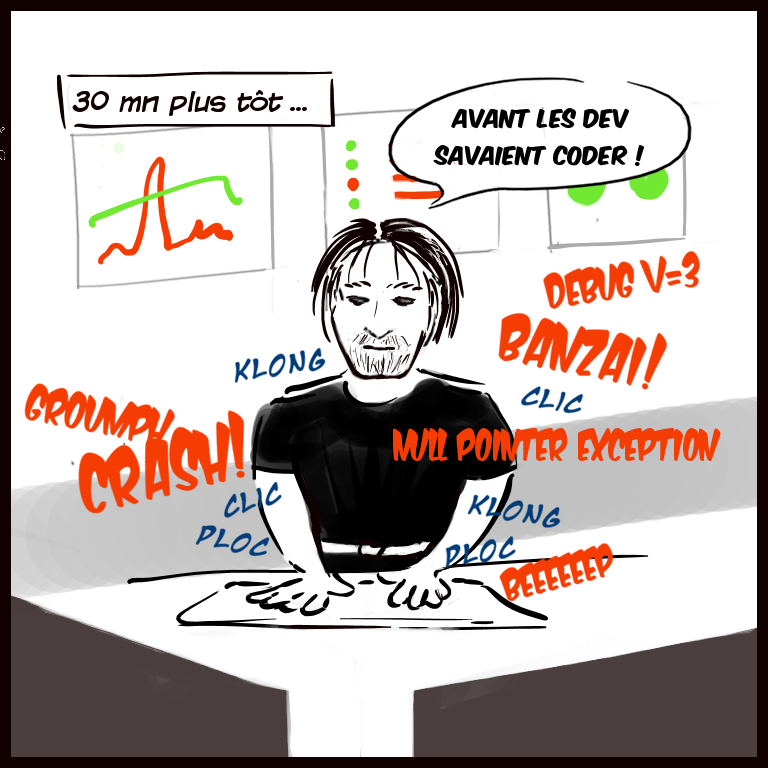 30 mn plus tôt ...
AVANT LES DEV
SAVAIENT CODER !
DEBUG V=3
BANZAI!
KLONG
CLIC
GROUMPH
CRASH!
NULL POINTER EXCEPTION
CLIC
PLOC
KLONG
PLOC
BEEEEEEP